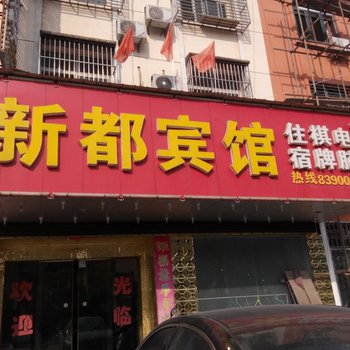 新都宾馆
住棋电
宿牌脑
热线83900
欢迎
光临